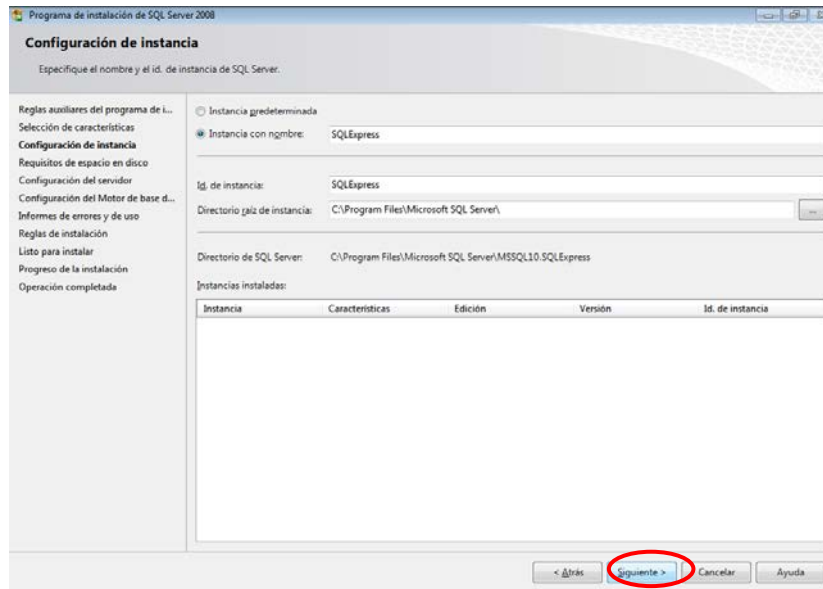 Programa de instalación de SQL Server 2008
Configuración de instancia
Especifique el nombre y el id. de instancia de SQL Server.
Reglas auxiliares del programa de i...
Selección de características
Configuración de instancia
Requisitos de espacio en disco
Configuración del servidor
Configuración del Motor de base d...
Informes de errores y de uso
Reglas de instalación
Listo para instalar
Progreso de la instalación
Operación completada
Instancia predeterminada
Instancia con nombre: SQLExpress
Id. de instancia: SQLExpress
Directorio raíz de instancia: C:\Program Files\Microsoft SQL Server\ ...
Directorio de SQL Server: C:\Program Files\Microsoft SQL Server\MSSQL10.SQLExpress
Instancias instaladas:
Instancia Características Edición Versión Id. de instancia
< Atrás Siguiente > Cancelar Ayuda